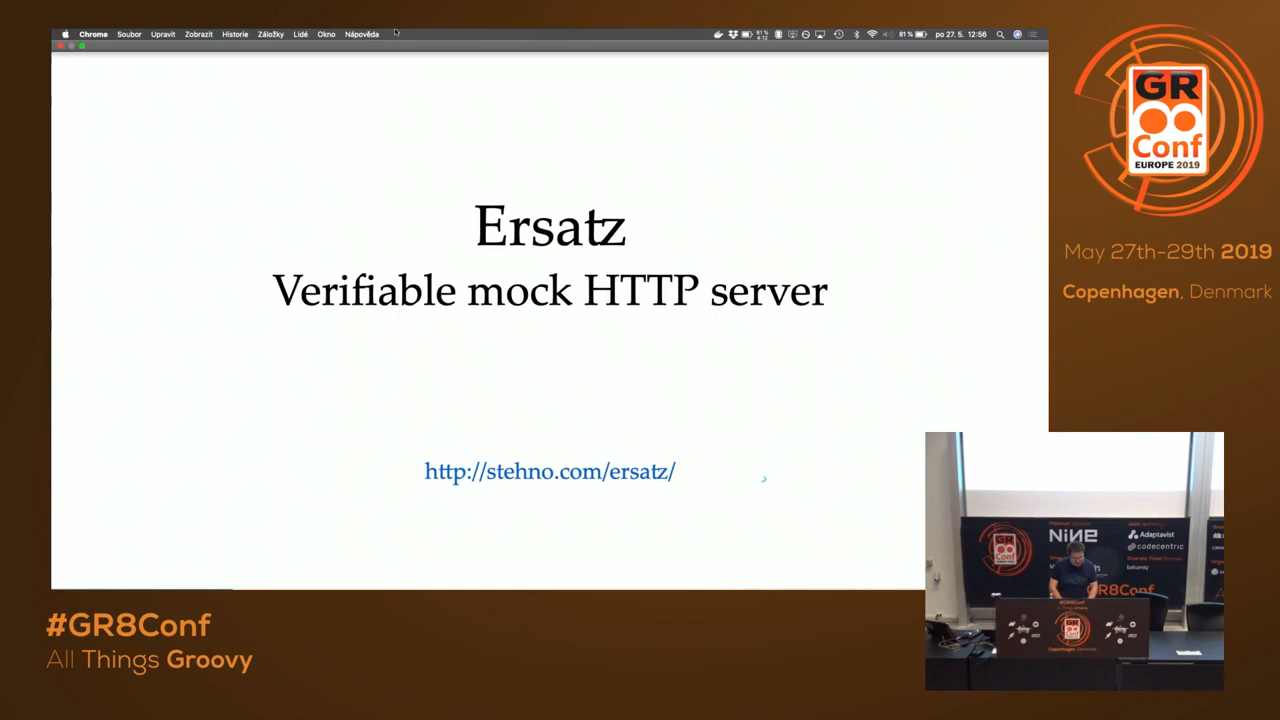 Chrome Soubor Upravit Zobrazit Historie Záložky Lidé Okno Nápověda
81 % po 27. 5. 12:56
Ersatz
Verifiable mock HTTP server
http://stehno.com/ersatz/
GR
Conf
EUROPE 2019
May 27th-29th 2019
Copenhagen, Denmark
NiNE
Adaptavist
codecentric
GR8Conf
Copenhagen, Denmark
#GR8Conf
All Things Groovy